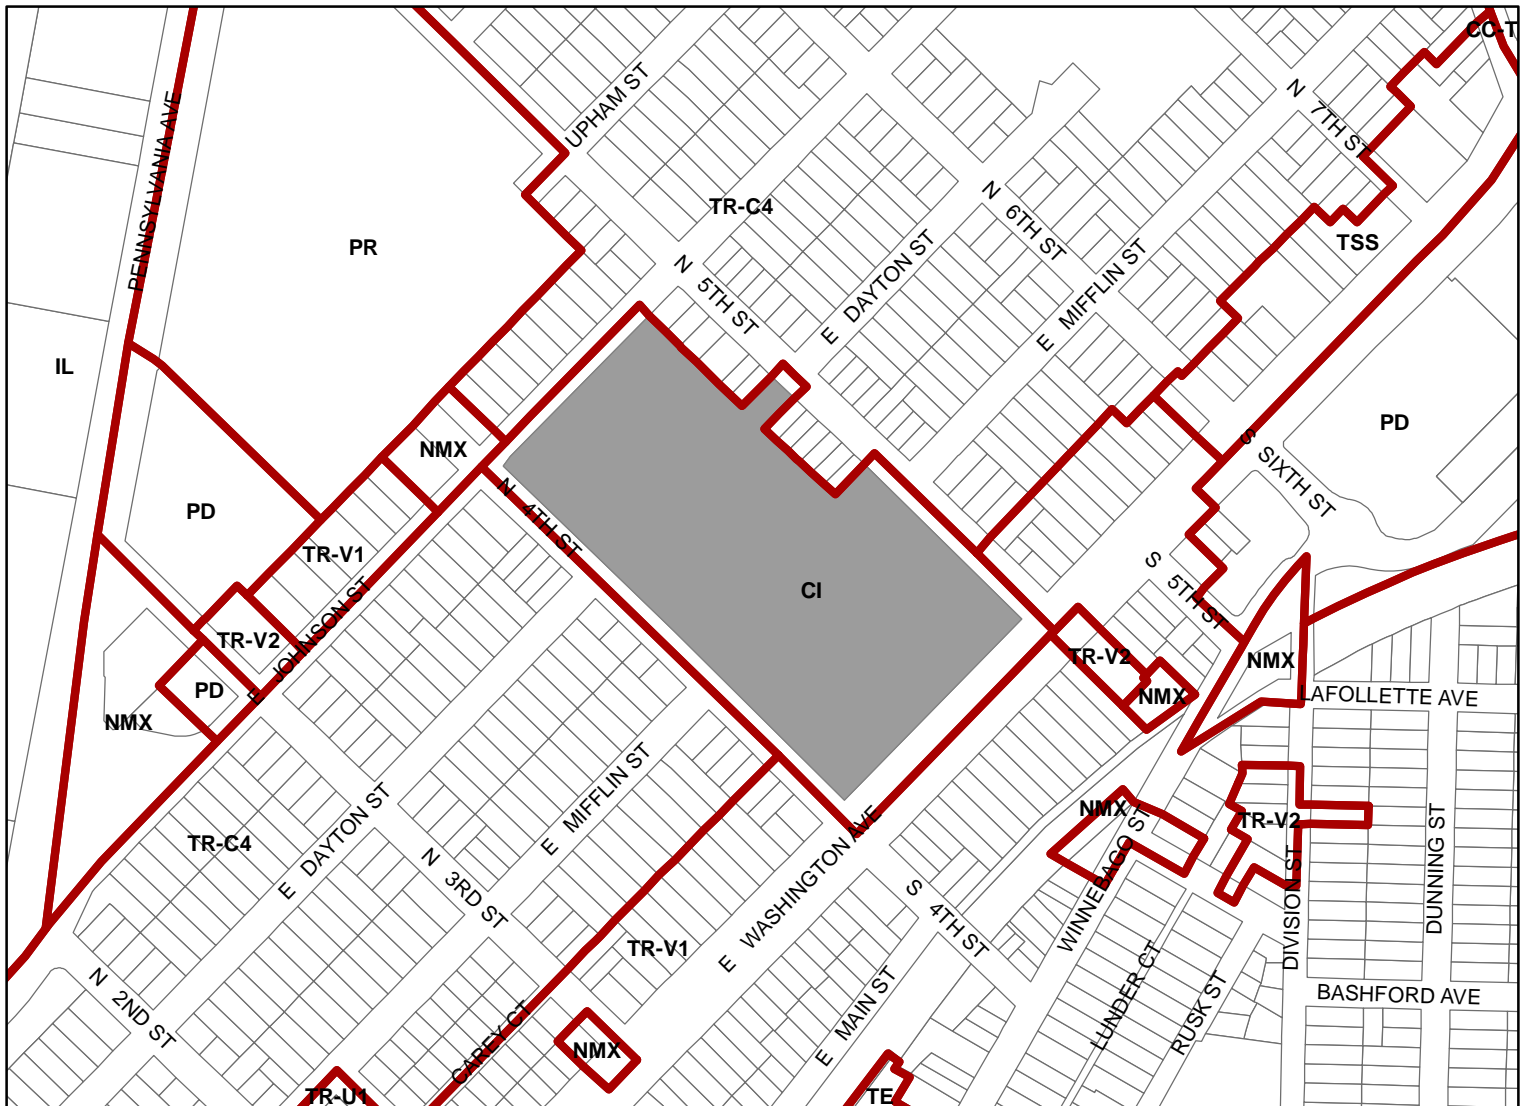 CC-T
UPHAM ST
N 7TH ST
PENNSYLVANIA AVE
TR-C4
N 6TH ST
PR
E DAYTON ST
TSS
E MIFFLIN ST
N 5TH ST
IL
PD
NMX
S SIXTH ST
PD
N 4TH ST
TR-V1
CI
S 5TH ST
TR-V2
E JOHNSON ST
TR-V2
NMX
PD
NMX
NMX
LAFOLLETTE AVE
E MIFFLIN ST
NMX
TR-V2
TR-C4
E DAYTON ST
WINNEBAGO ST
DUNNING ST
N 3RD ST
E WASHINGTON AVE
S 4TH ST
DIVISION ST
TR-V1
BASHFORD AVE
N 2ND ST
E MAIN ST
LUNDER CT
RUSK ST
CAREY CT
NMX
TR-U1
TE